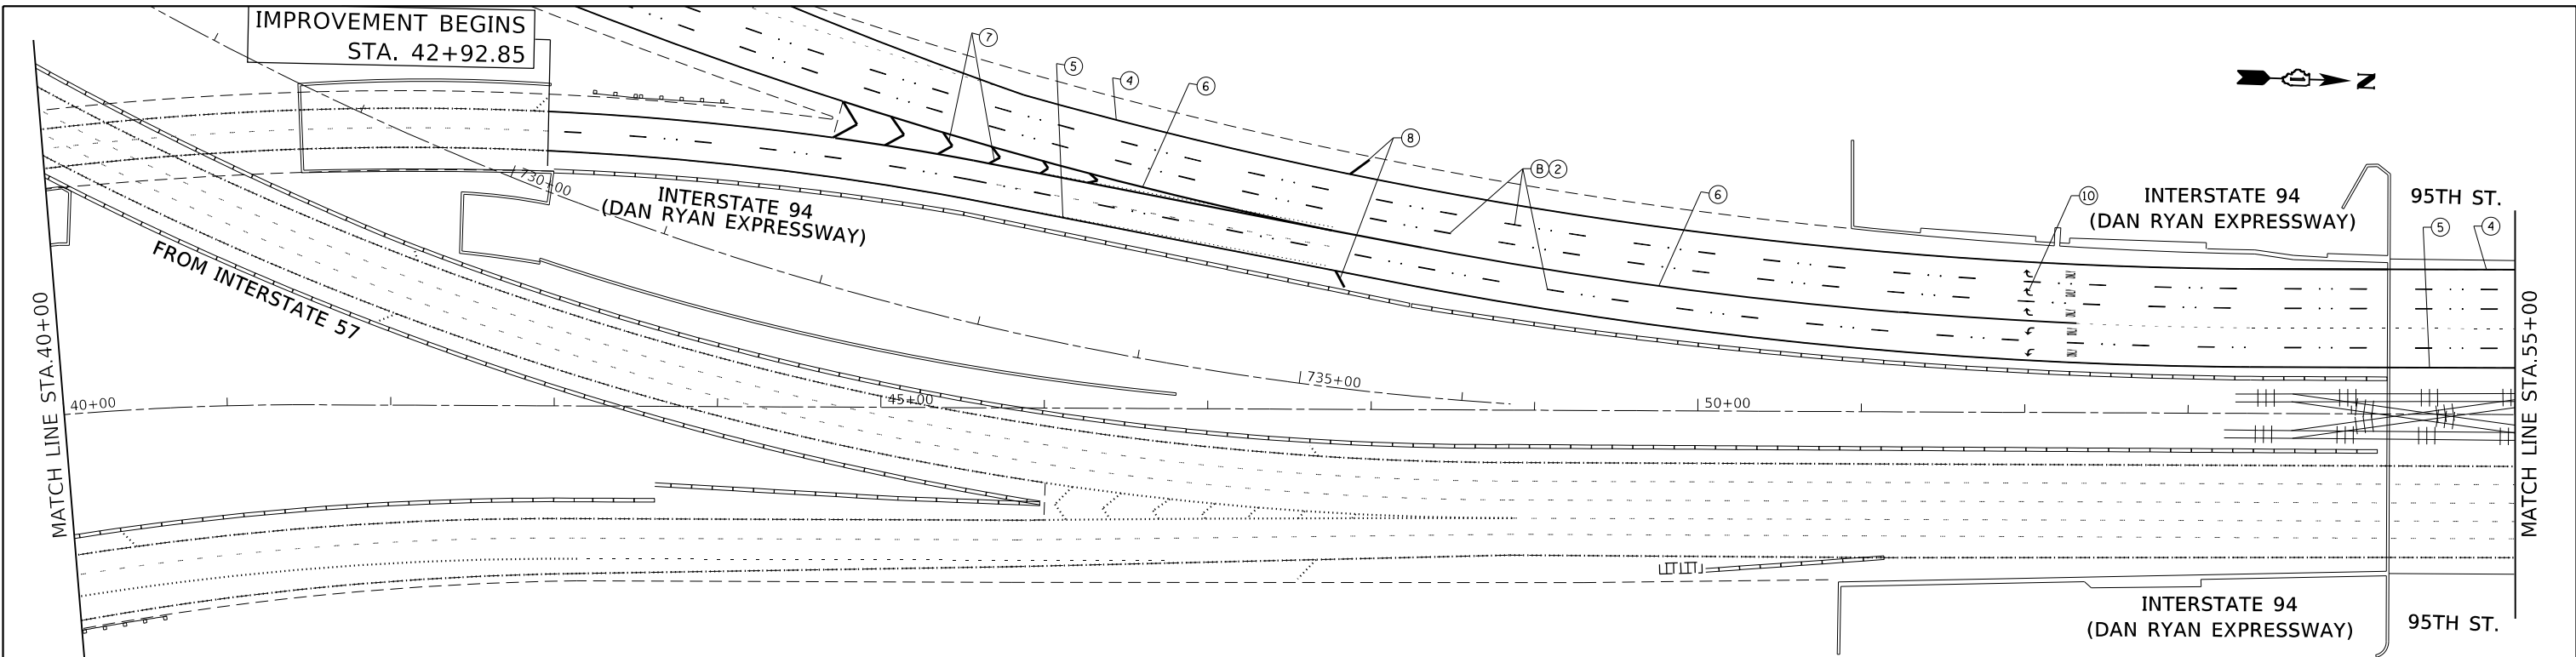 IMPROVEMENT BEGINS
STA. 42+92.85
7
5
4
6
8
B 2
6
10
N
INTERSTATE 94
(DAN RYAN EXPRESSWAY)
95TH ST.
5
4
730+00
INTERSTATE 94
(DAN RYAN EXPRESSWAY)
FROM INTERSTATE 57
MATCH LINE STA.40+00
40+00
45+00
735+00
50+00
MATCH LINE STA.55+00
INTERSTATE 94
(DAN RYAN EXPRESSWAY)
95TH ST.